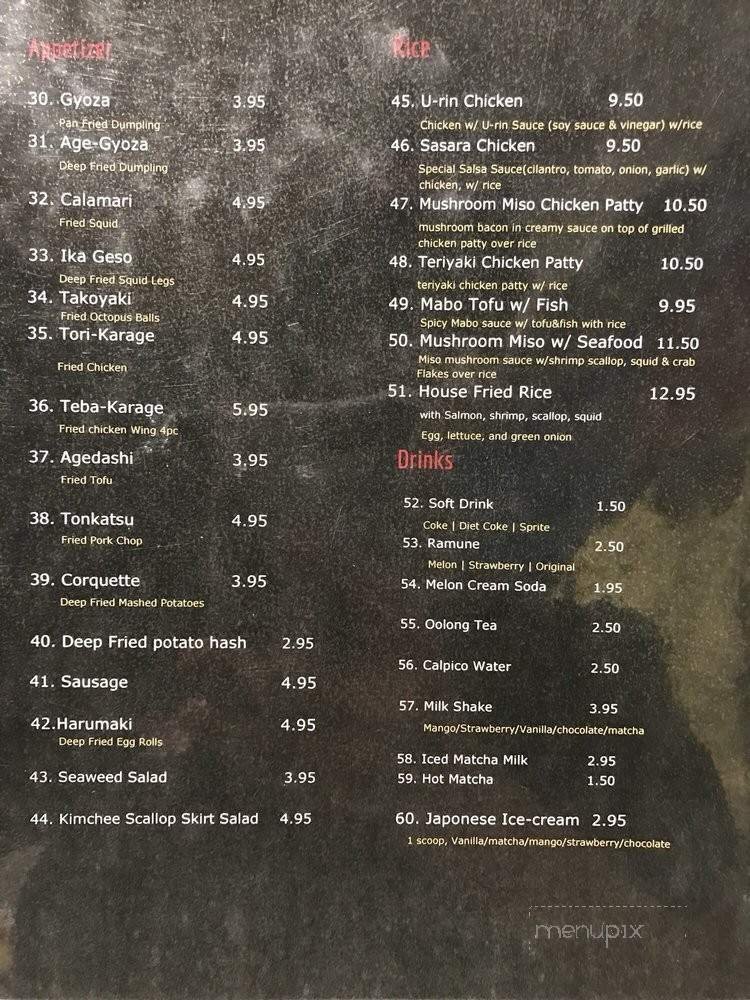 Appetizer
30. Gyoza 3.95
Pan Fried Dumpling
31. Age-Gyoza 3.95
Deep Fried Dumpling
32. Calamari 4.95
Fried Squid
33. Ika Geso 4.95
Deep Fried Squid Legs
34. Takoyaki 4.95
Fried Octopus Balls
35. Tori-Karage 4.95
Fried Chicken
36. Teba-Karage 5.95
Fried chicken Wing 4pc
37. Agedashi 3.95
Fried Tofu
38. Tonkatsu 4.95
Fried Pork Chop
39. Corquette 3.95
Deep Fried Mashed Potatoes
40. Deep Fried potato hash 2.95
41. Sausage 4.95
42.Harumaki 4.95
Deep Fried Egg Rolls
43. Seaweed Salad 3.95
44. Kimchee Scallop Skirt Salad 4.95
Rice
45. U-rin Chicken 9.50
Chicken w/ U-rin Sauce (soy sauce & vinegar) w/rice
46. Sasara Chicken 9.50
Special Salsa Sauce(cilantro, tomato, onion, garlic) w/
chicken, w/ rice
47. Mushroom Miso Chicken Patty 10.50
mushroom bacon in creamy sauce on top of grilled
chicken patty over rice
48. Teriyaki Chicken Patty 10.50
teriyaki chicken patty w/ rice
49. Mabo Tofu w/ Fish 9.95
Spicy Mabo sauce w/ tofu&fish with rice
50. Mushroom Miso w/ Seafood 11.50
Miso mushroom sauce w/shrimp scallop, squid & crab
Flakes over rice
51. House Fried Rice 12.95
with Salmon, shrimp, scallop, squid
Egg, lettuce, and green onion
Drinks
52. Soft Drink 1.50
Coke | Diet Coke | Sprite
53. Ramune 2.50
Melon | Strawberry | Original
54. Melon Cream Soda 1.95
55. Oolong Tea 2.50
56. Calpico Water 2.50
57. Milk Shake 3.95
Mango/Strawberry/Vanilla/chocolate/matcha
58. Iced Matcha Milk 2.95
59. Hot Matcha 1.50
60. Japonese Ice-cream 2.95
1 scoop, Vanilla/matcha/mango/strawberry/chocolate
menupix